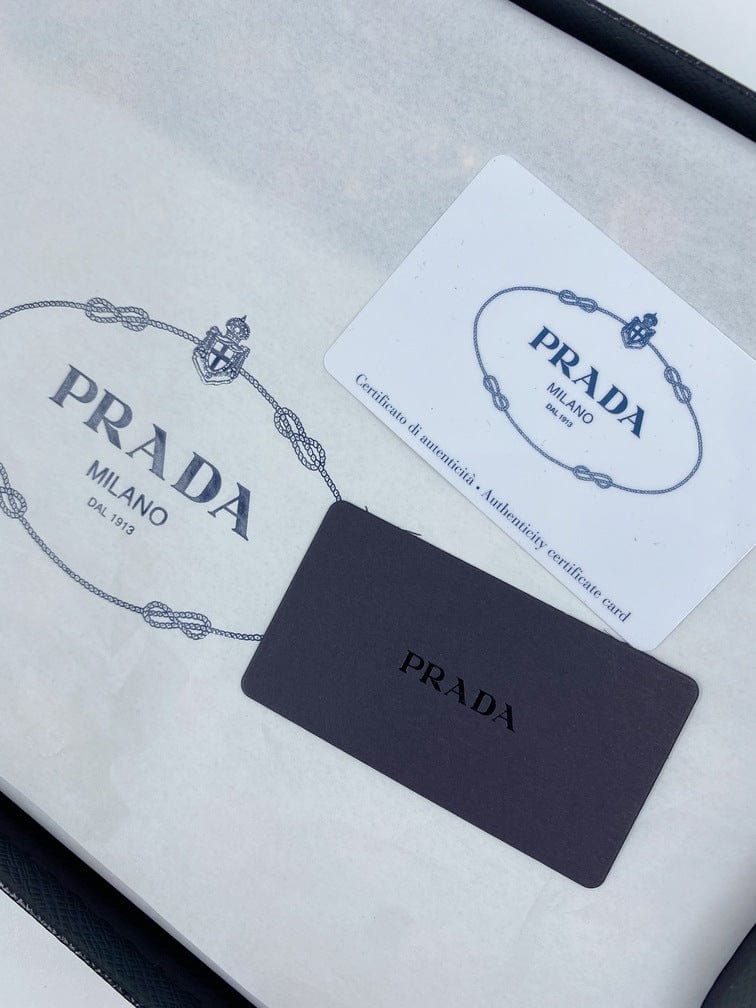 PRADA
MILANO
DAL 1913
PRADA
MILANO
DAL 1913
Certificato di autenticità • Authenticity certificate card
PRADA